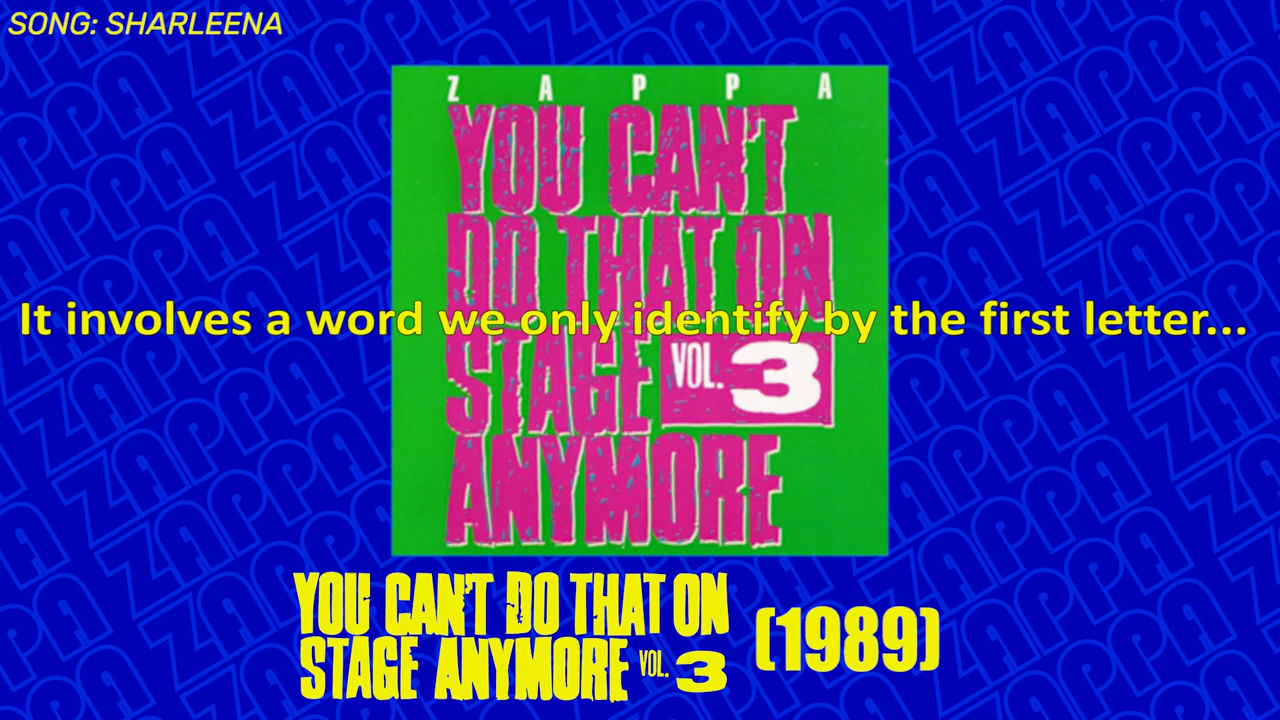 SONG: SHARLEENA
ZAPPA
YOU CAN'T
DO THAT ON
It involves a word we only identify by the first letter...
STAGE VOL. 3
ANYMORE
YOU CAN'T DO THAT ON
STAGE ANYMORE VOL. 3 (1989)